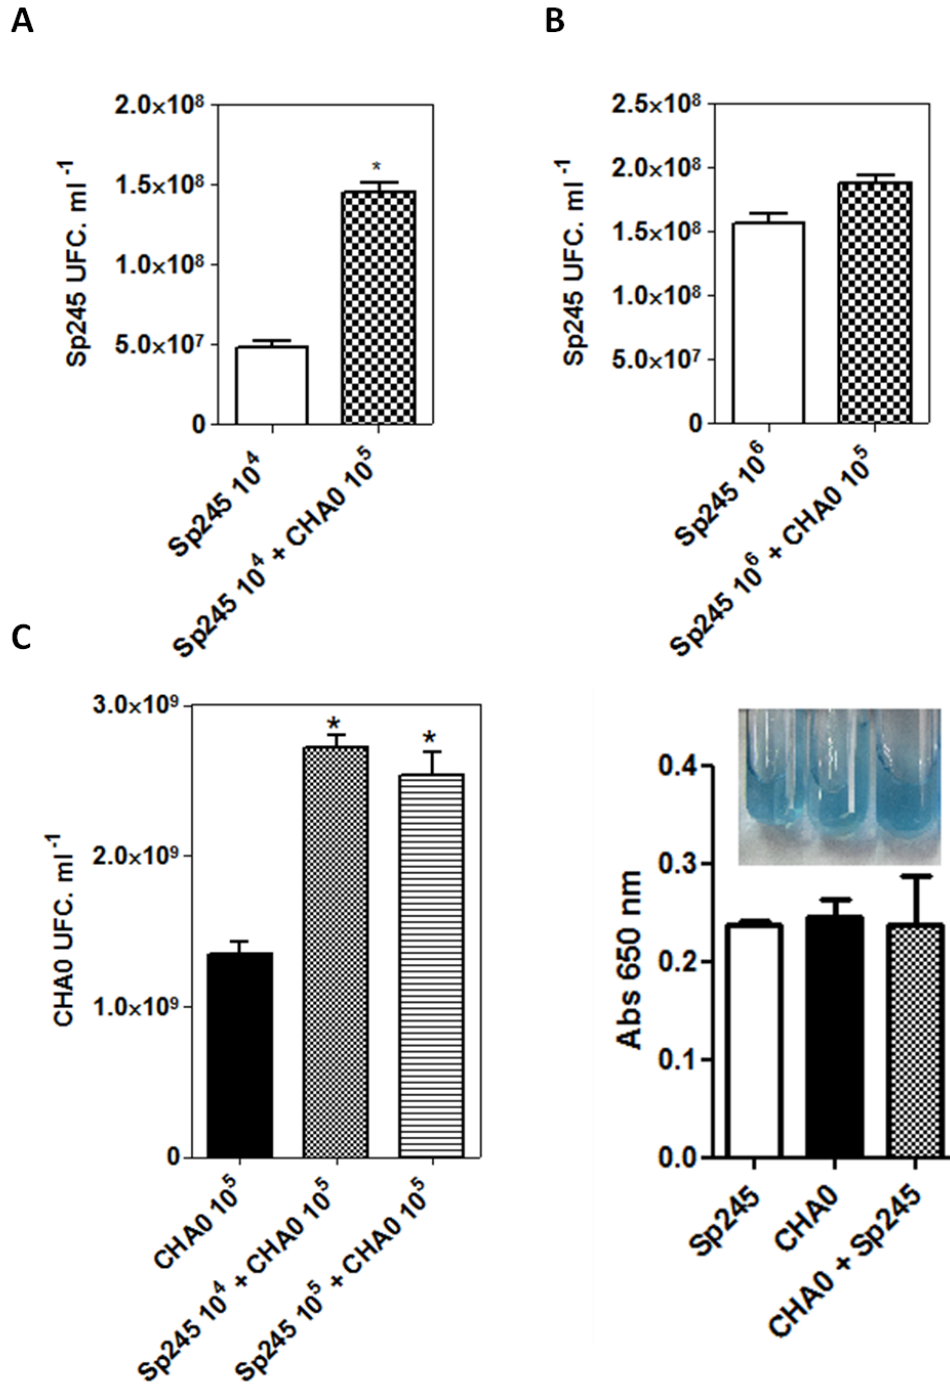 A
2.0×10⁸
1.5×10⁸
1.0×10⁸
5.0×10⁷
0
Sp245 UFC. ml ⁻¹
*
Sp245 10⁴
Sp245 10⁴ + CHA0 10⁵
B
2.5×10⁸
2.0×10⁸
1.5×10⁸
1.0×10⁸
5.0×10⁷
0
Sp245 UFC. ml ⁻¹
Sp245 10⁶
Sp245 10⁶ + CHA0 10⁵
C
3.0×10⁹
2.0×10⁹
1.0×10⁹
0
CHA0 UFC. ml ⁻¹
*
*
CHA0 10⁵
Sp245 10⁴ + CHA0 10⁵
Sp245 10⁵ + CHA0 10⁵
0.4
0.3
0.2
0.1
0.0
Abs 650 nm
Sp245
CHA0
CHA0 + Sp245